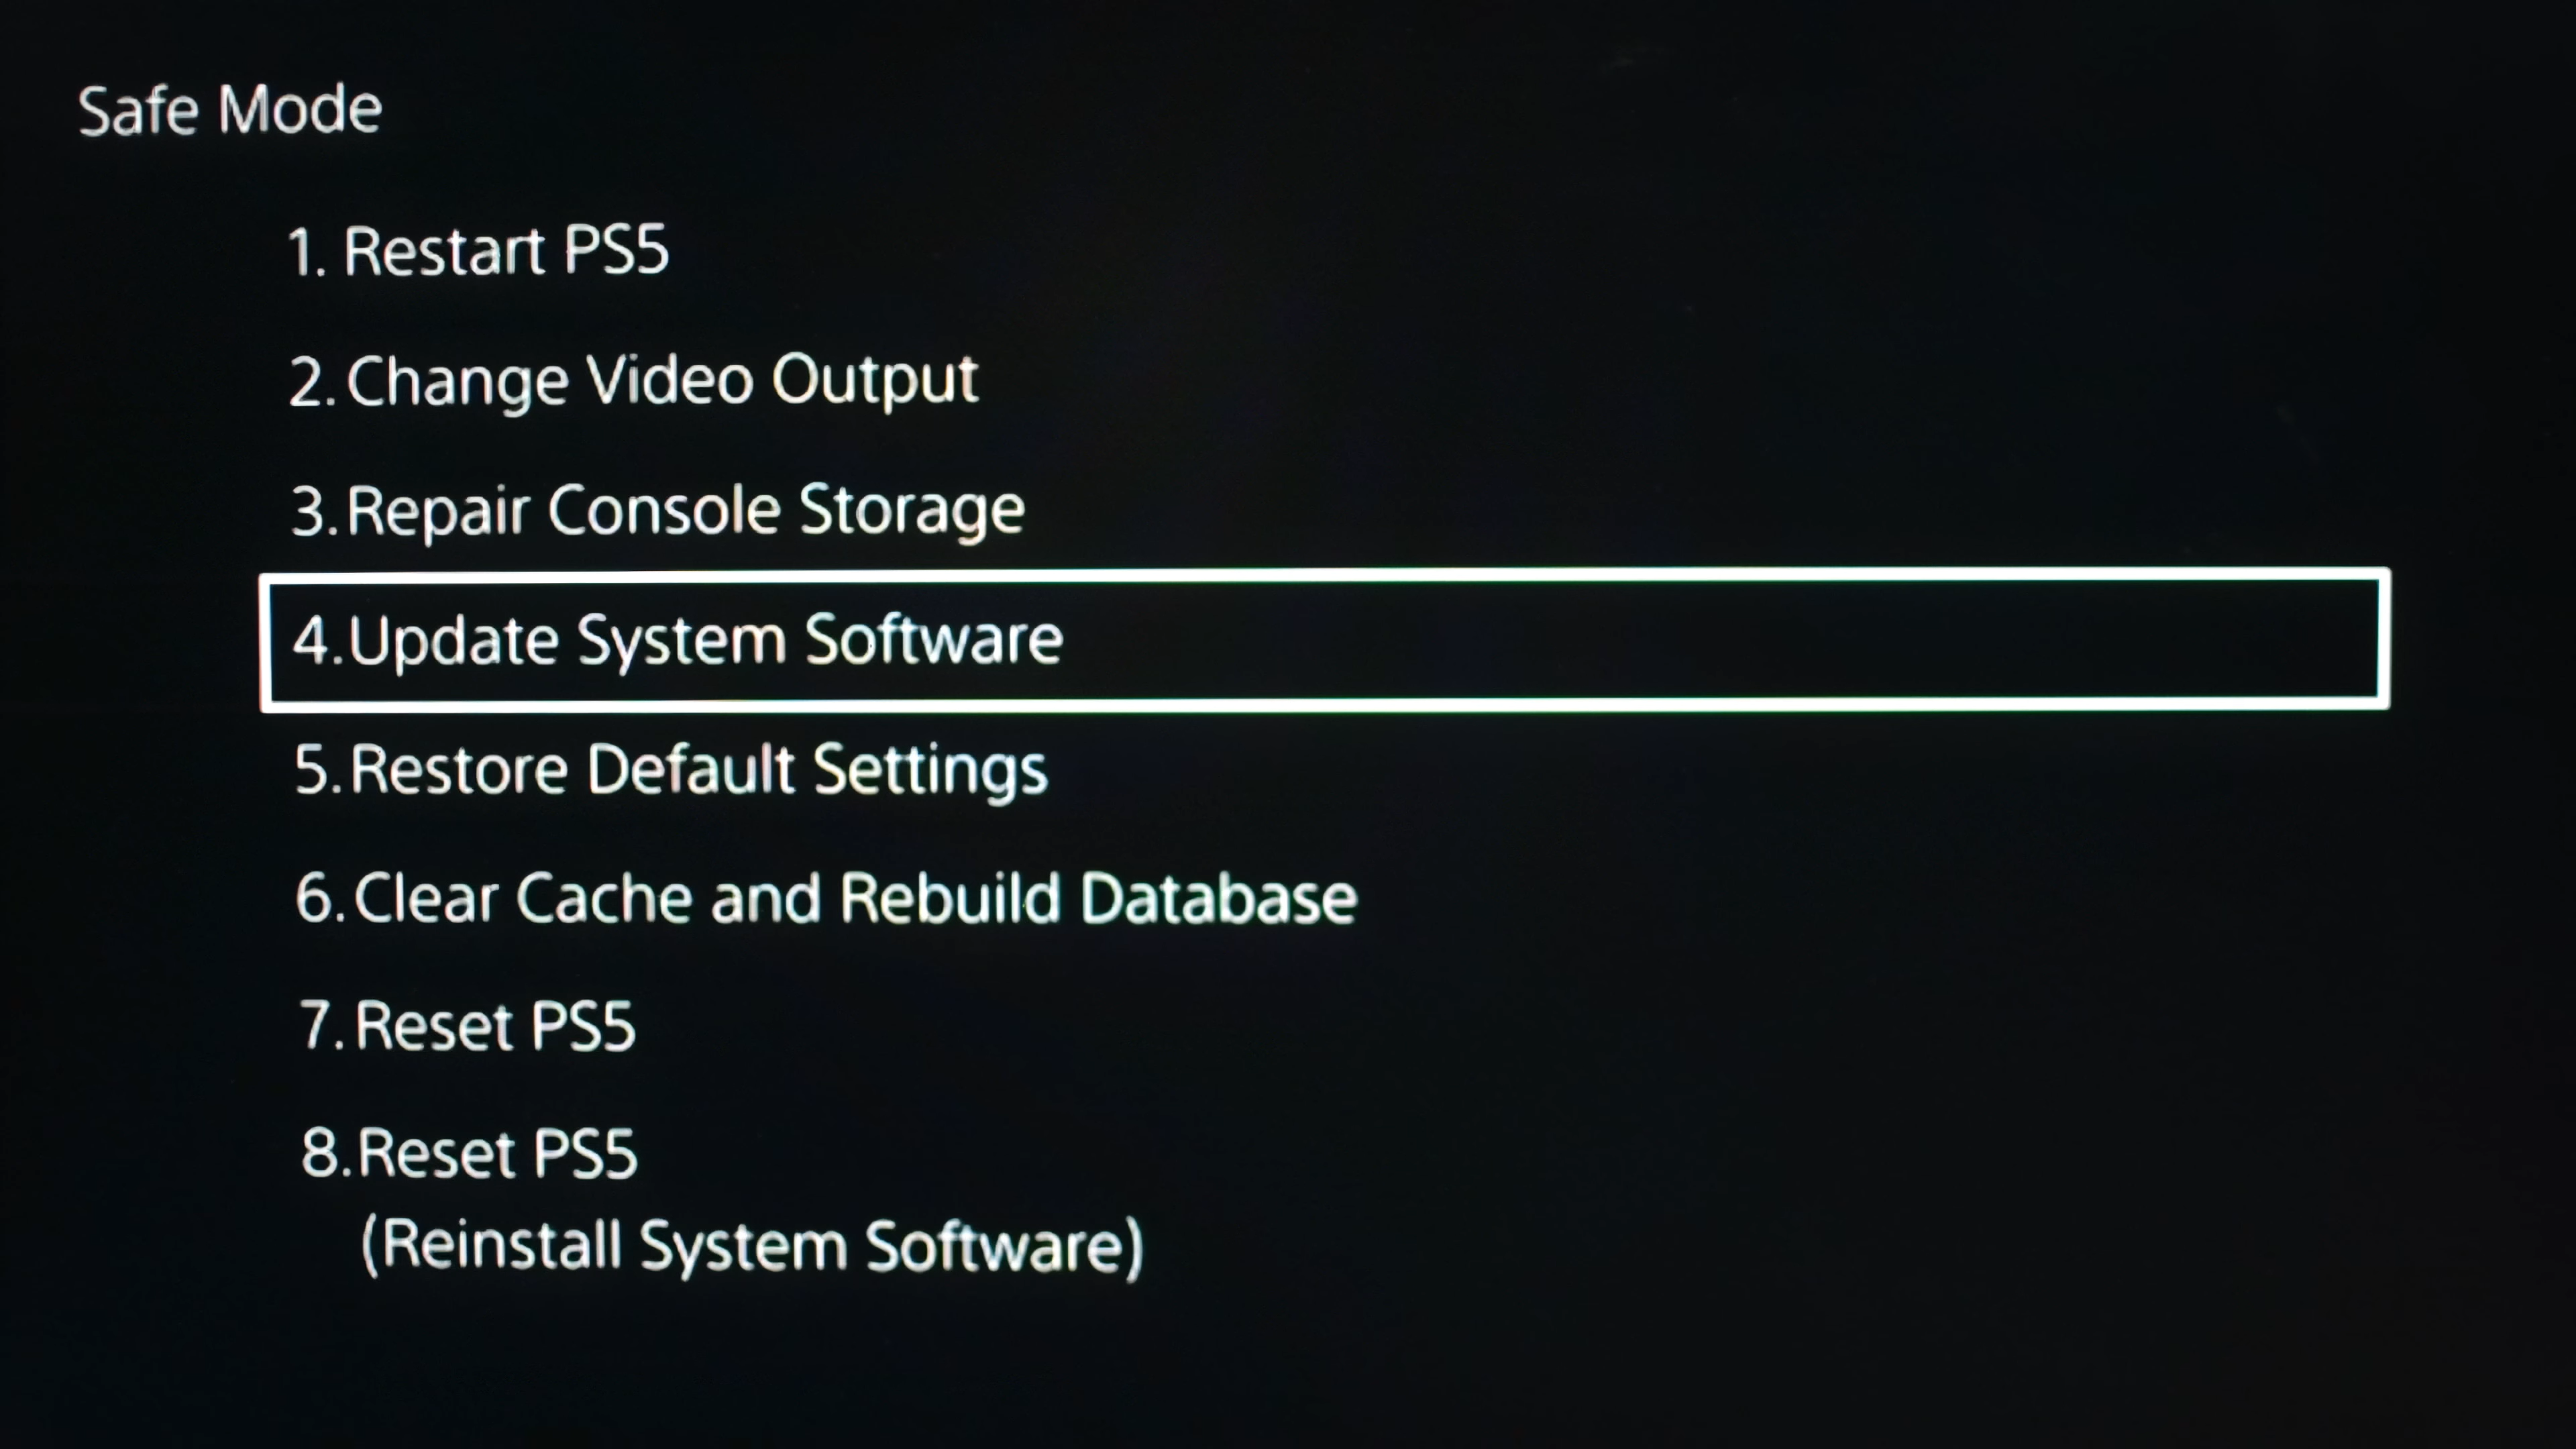 Safe Mode
1. Restart PS5
2. Change Video Output
3. Repair Console Storage
4. Update System Software
5. Restore Default Settings
6. Clear Cache and Rebuild Database
7. Reset PS5
8. Reset PS5
(Reinstall System Software)